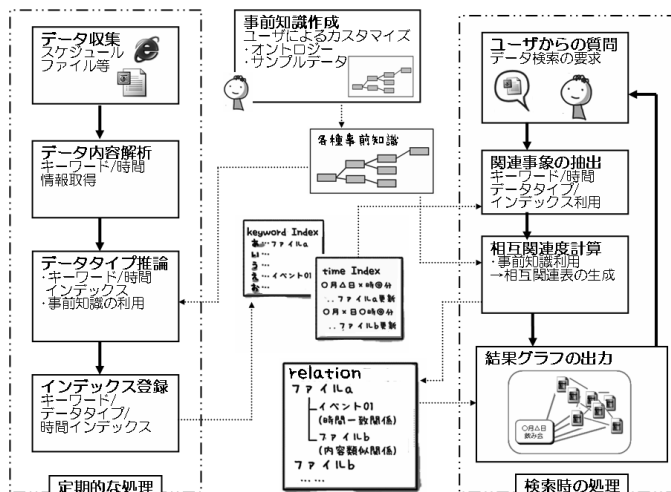 データ収集
スケジュール
ファイル等
データ内容解析
キーワード/時間
情報取得
データタイプ推論
・キーワード/時間
インデックス
・事前知識の利用
インデックス登録
キーワード/
データタイプ/
時間インデックス
定期的な処理
事前知識作成
ユーザによるカスタマイズ
・オントロジー
・サンプルデータ
各種事前知識
keyword Index
あ…ファイルa
い…
う…
え…イベント01
お…
time Index
〇月△日×時@分
‥ファイルa更新
〇月×日〇時@分
‥ファイルb更新
relation
ファイルa
イベント01
(時間一致関係)
ファイルb
(内容類似関係)
ファイルb
……
ユーザからの質問
データ検索の要求
関連事象の抽出
キーワード/時間
データタイプ/
インデックス利用
相互関連度計算
・事前知識利用
→相互関連表の生成
結果グラフの出力
〇月△日
飲み会
検索時の処理